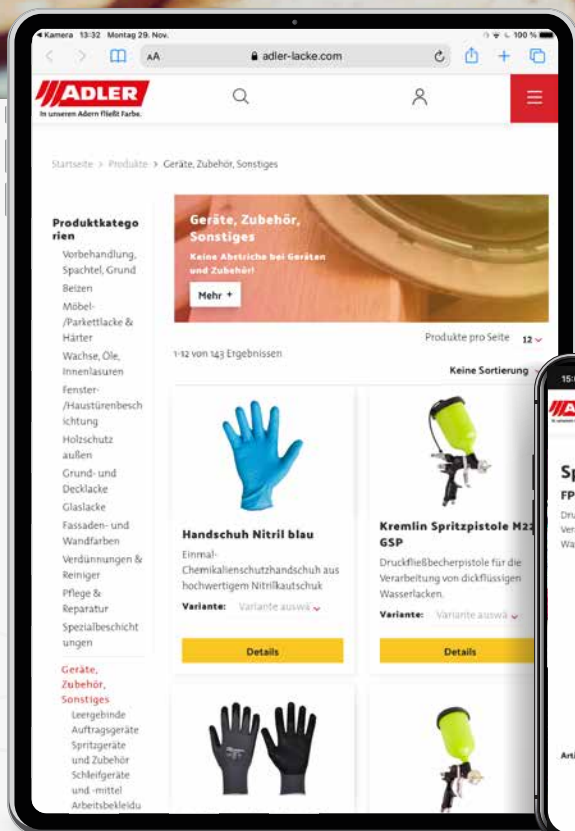 Kamera 13:32 Montag 29. Nov.
100 %
AA
adler-lacke.com
ADLER
In unseren Adern fließt Farbe.
Startseite > Produkte > Geräte, Zubehör, Sonstiges
Produktkatego
rien
Vorbehandlung,
Spachtel, Grund
Beizen
Möbel-
/Parkettlacke &
Härter
Wachse, Öle,
Innenlasuren
Fenster-
/Haustürenbesch
ichtung
Holzschutz
außen
Grund- und
Decklacke
Glaslacke
Fassaden- und
Wandfarben
Verdünnungen &
Reiniger
Pflege &
Reparatur
Spezialbeschicht
ungen
Geräte,
Zubehör,
Sonstiges
Leergebinde
Auftragsgeräte
Spritzgeräte
und Zubehör
Schleifgeräte
und -mittel
Arbeitsbekleidu
Geräte, Zubehör,
Sonstiges
Keine Abstriche bei Geräten
und Zubehör!
Mehr +
Produkte pro Seite 12
1-12 von 143 Ergebnissen
Keine Sortierung
Handschuh Nitril blau
Einmal-
Chemikalienschutzhandschuh aus
hochwertigem Nitrilkautschuk
Variante: Variante auswä
Details
Kremlin Spritzpistole M22
GSP
Druckfließbecherpistole für die
Verarbeitung von dickflüssigen
Wasserlacken.
Variante: Variante auswä
Details
15:
Sp
FP
Dru
Ver
Wa
Arti